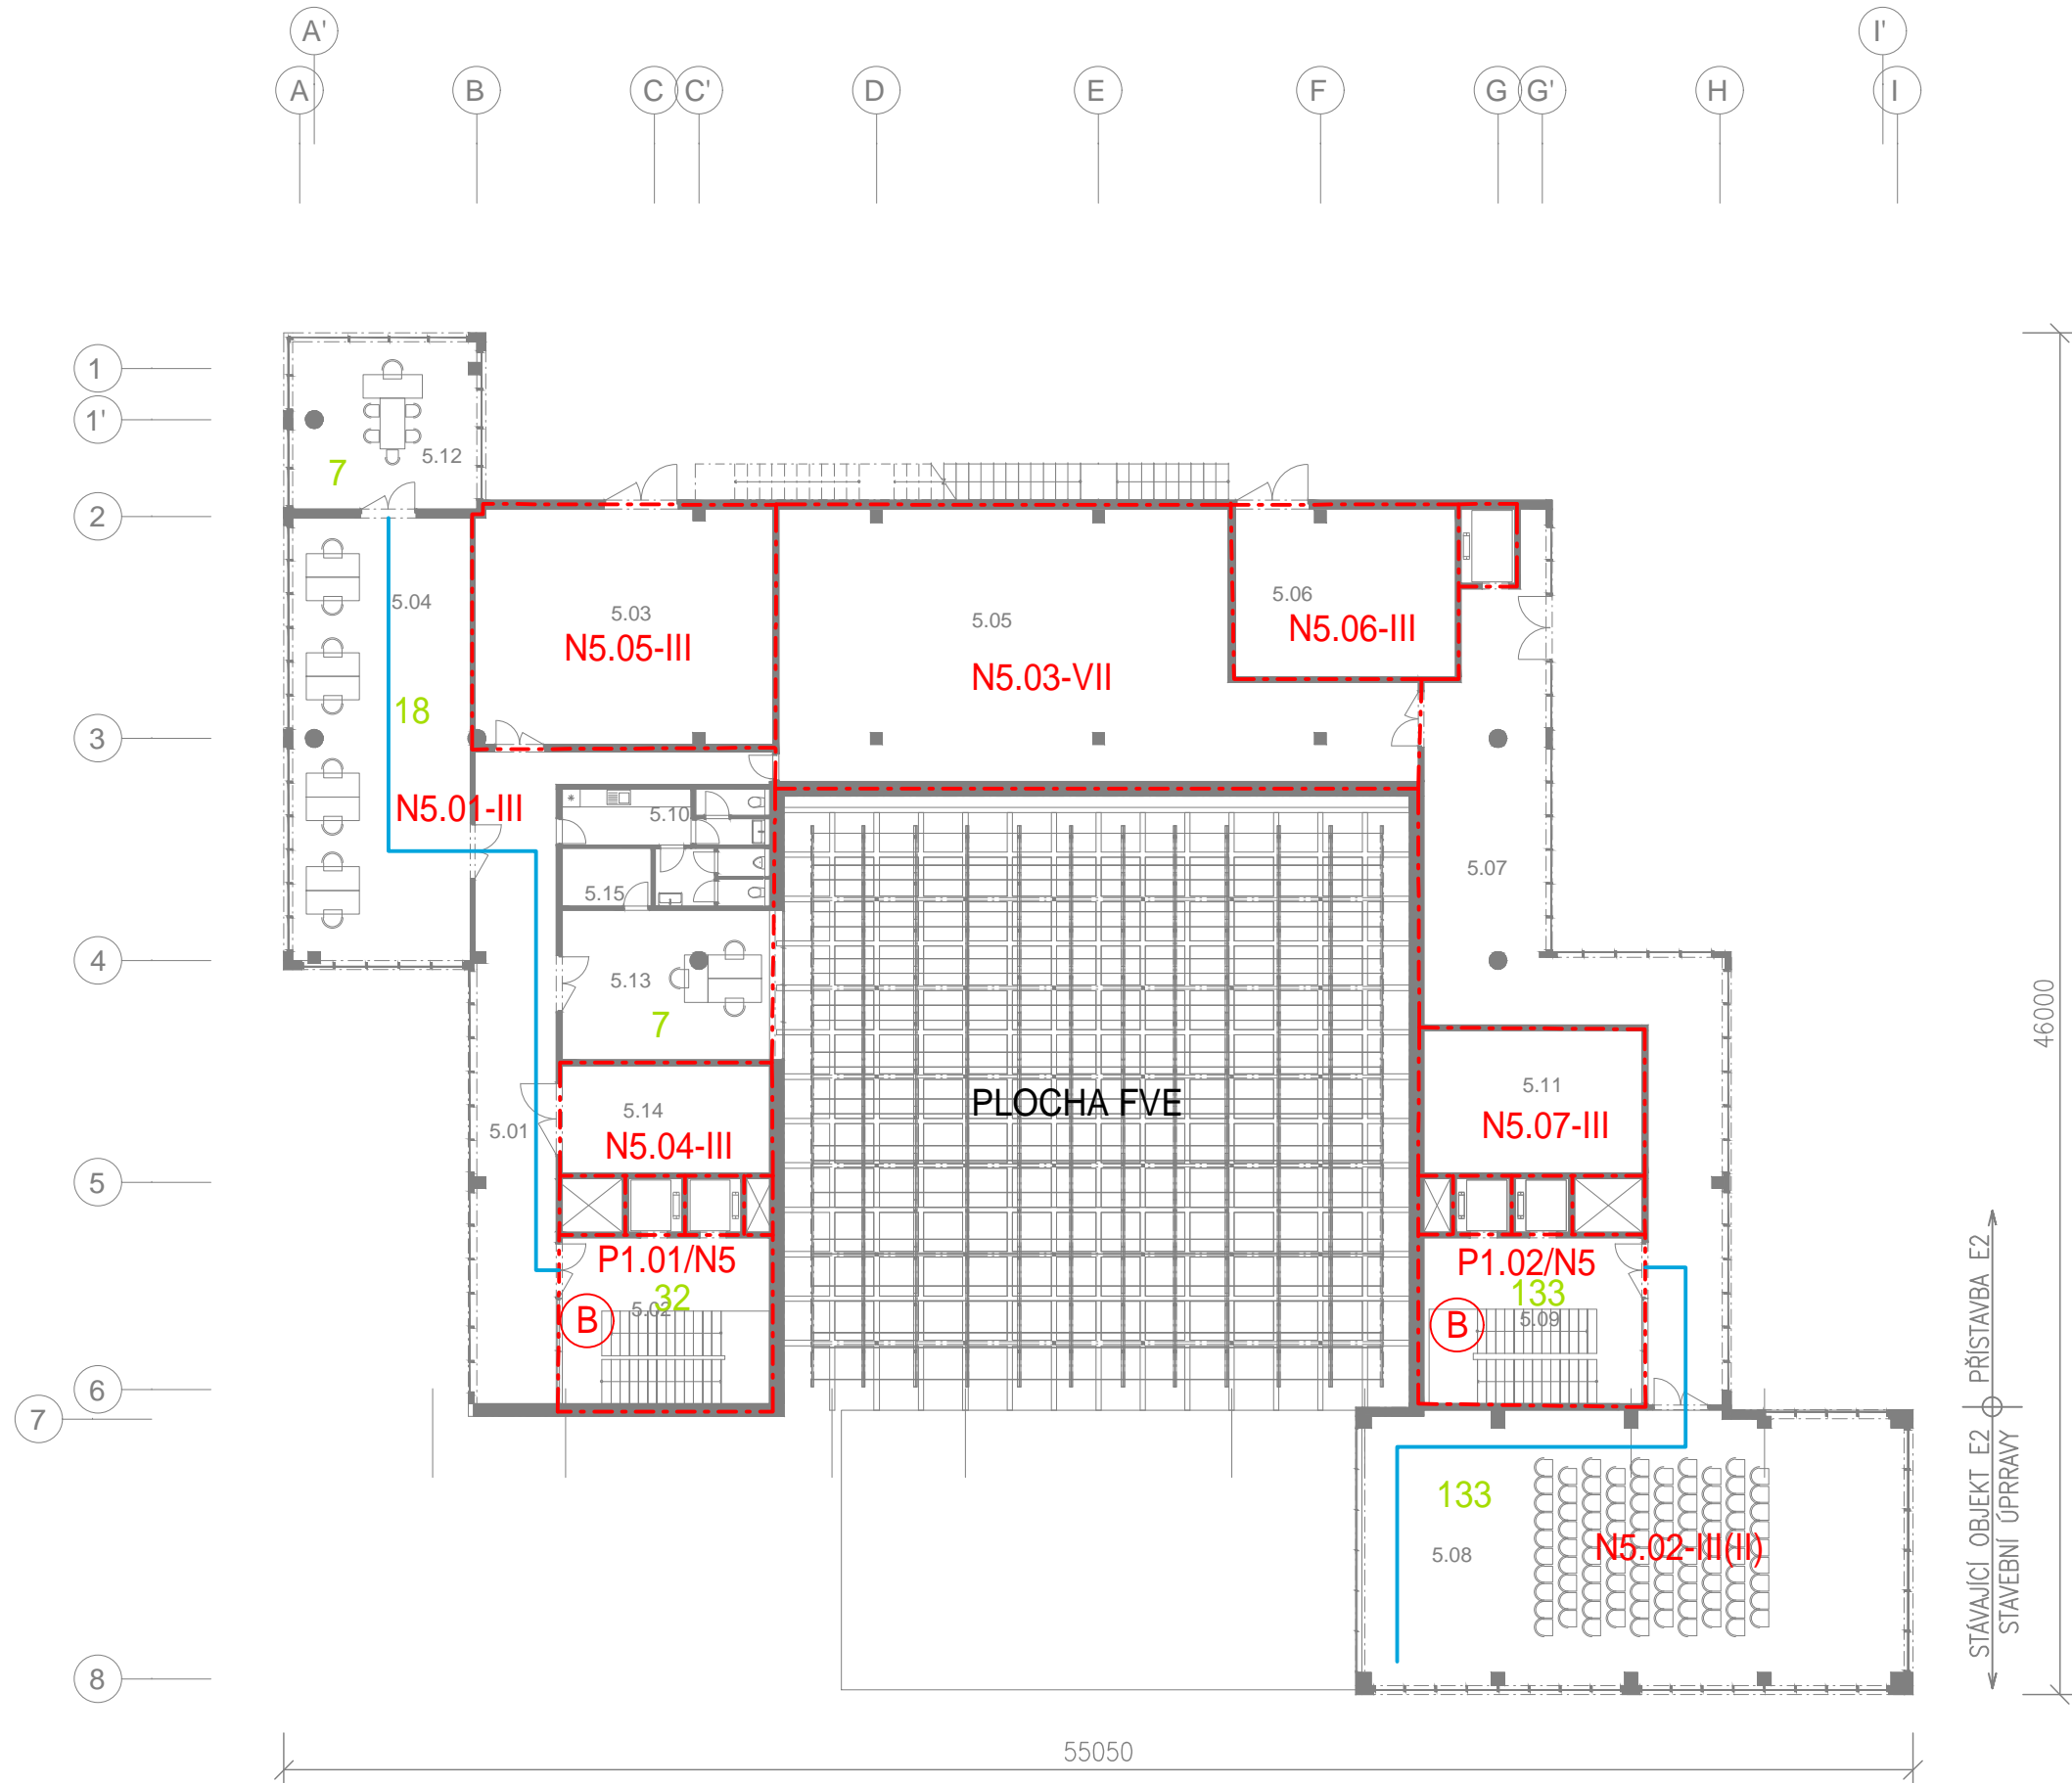 A' I'
A B C C' D E F G G' H I
1
1'
5.12
7
2
5.04
5.03
5.05
5.06
N5.05-III
N5.06-III
N5.03-VII
18
3
N5.01-III
5.10
5.07
5.15
4
5.13
7
46000
5.14
5.11
PLOCHA FVE
5.01
N5.04-III
N5.07-III
5
P1.01/N5
P1.02/N5
32
133
5.02
5.09
B
B
6
7
PŘÍSTAVBA E2
STÁVAJÍCÍ OBJEKT E2
STAVEBNÍ ÚPRRAVY
133
5.08
N5.02-III(II)
8
55050